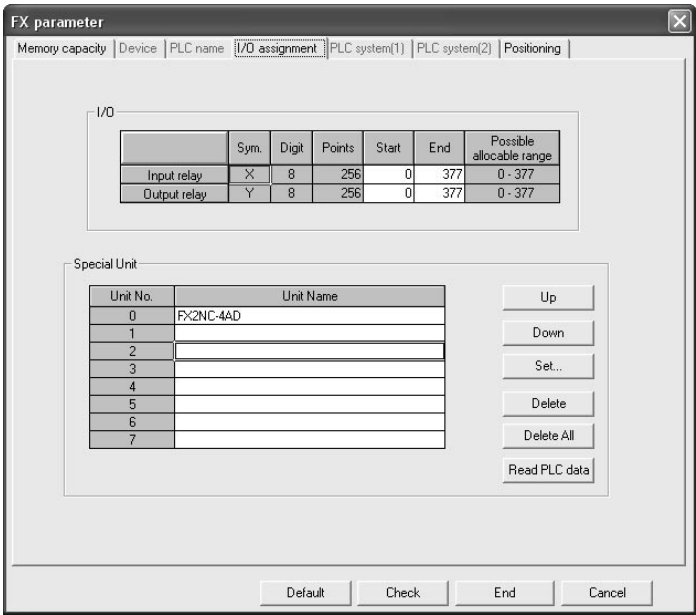 FX parameter
Memory capacity Device PLC name I/O assignment PLC system(1) PLC system(2) Positioning
I/O
Sym. Digit Points Start End Possible allocable range
Input relay X 8 256 0 377 0 - 377
Output relay Y 8 256 0 377 0 - 377
Special Unit
Unit No. Unit Name
0 FX2NC-4AD
1
2
3
4
5
6
7
Up
Down
Set...
Delete
Delete All
Read PLC data
Default Check End Cancel